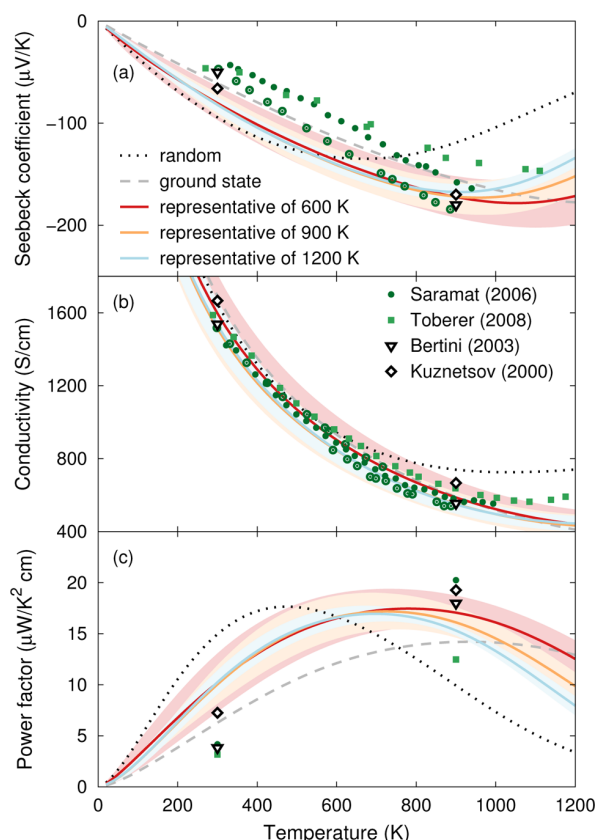 0
−100
−200
Seebeck coefficient (μV/K)
(a)
random
ground state
representative of 600 K
representative of 900 K
representative of 1200 K
1600
1200
800
400
Conductivity (S/cm)
(b)
Saramat (2006)
Toberer (2008)
Bertini (2003)
Kuznetsov (2000)
20
15
10
5
0
Power factor (μW/K² cm)
(c)
0 200 400 600 800 1000 1200
Temperature (K)